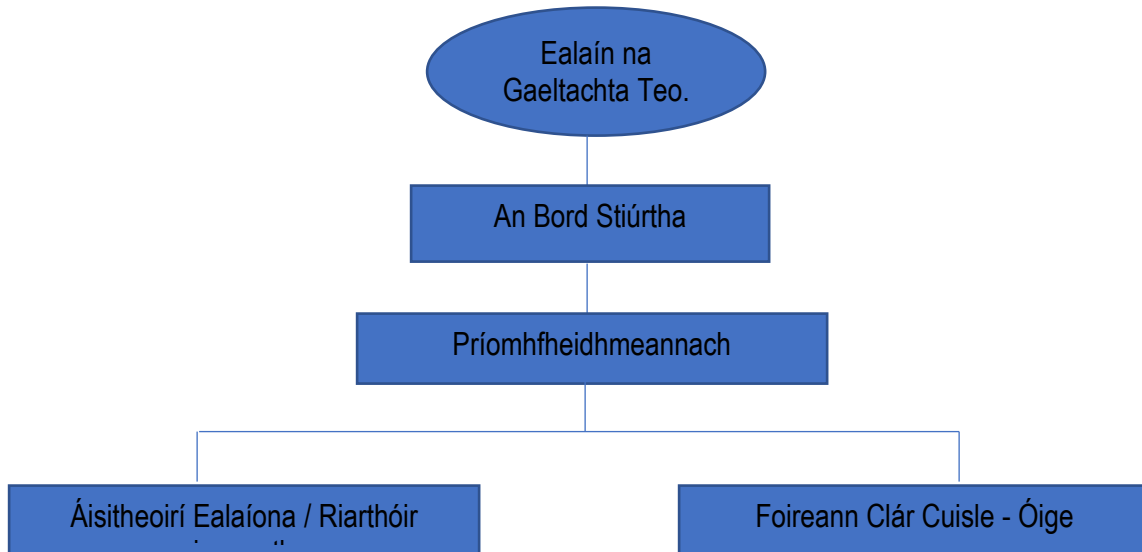 Ealaín na
Gaeltachta Teo.
An Bord Stiúrtha
Príomhfheidhmeannach
Áisitheoirí Ealaíona / Riarthóir
Foireann Clár Cuisle - Óige